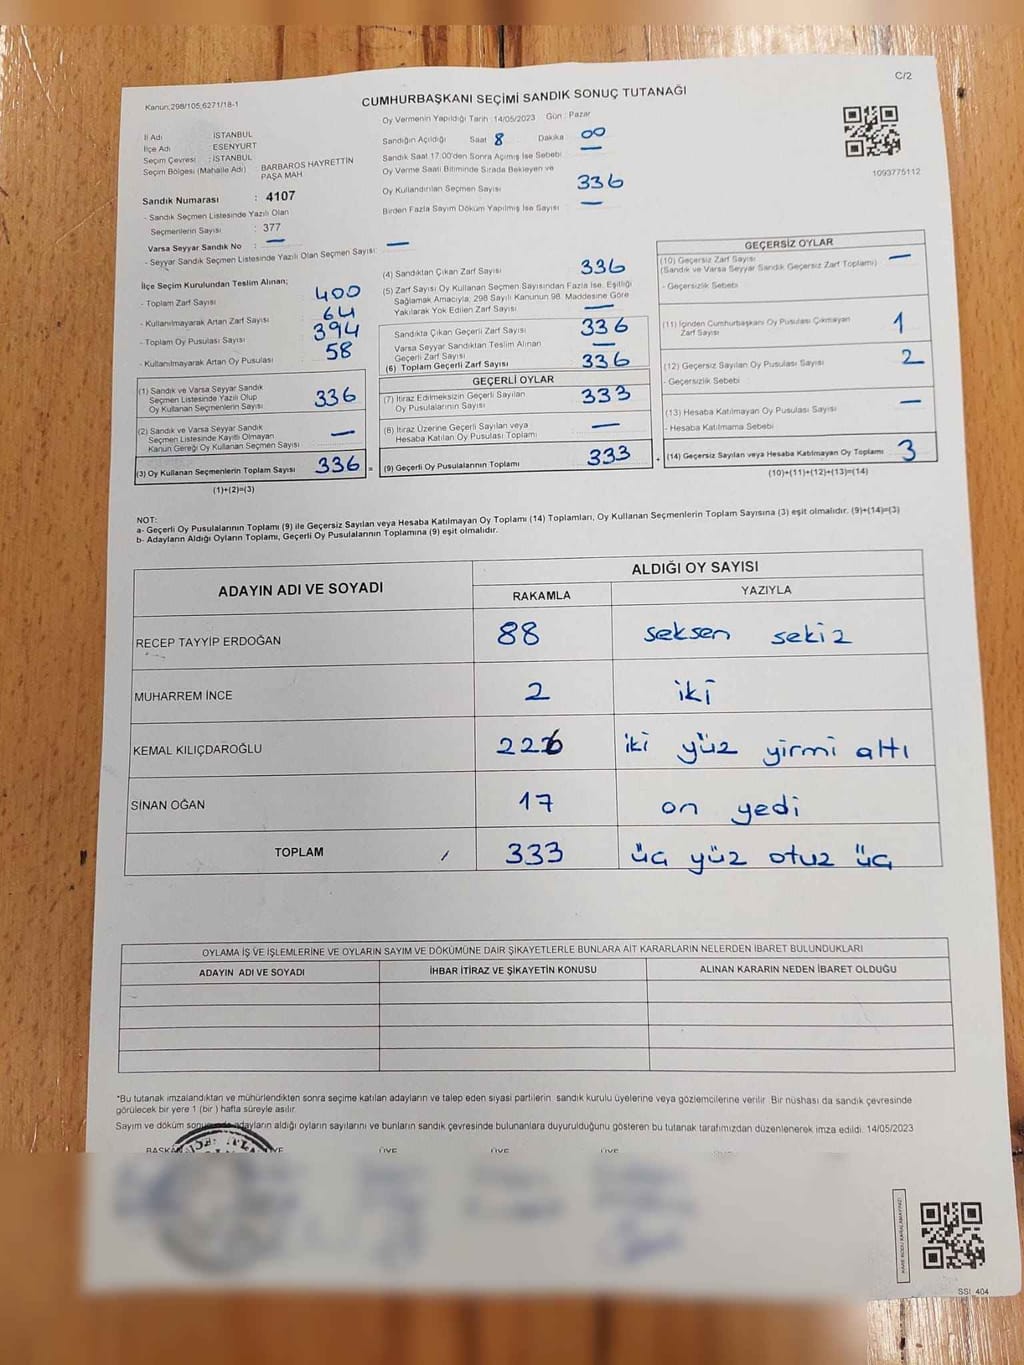 C/2
Kanun;298/105,6271/18-1
CUMHURBAŞKANI SEÇİMİ SANDIK SONUÇ TUTANAĞI
Oy Vermenin Yapıldığı Tarih :14/05/2023 Gün : Pazar
İl Adı : İSTANBUL
İlçe Adı : ESENYURT
Seçim Çevresi : İSTANBUL
Seçim Bölgesi (Mahalle Adı) : BARBAROS HAYRETTİN PAŞA MAH
Sandığın Açıldığı Saat 8 Dakika 00
Sandık Saat 17:00'den Sonra Açılmış İse Sebebi
Oy Verme Saati Bitiminde Sırada Bekleyen ve
Oy Kullandırılan Seçmen Sayısı 336
Birden Fazla Sayım Döküm Yapılmış İse Sayısı —
1093775112
Sandık Numarası : 4107
- Sandık Seçmen Listesinde Yazılı Olan
Seçmenlerin Sayısı : 377
Varsa Seyyar Sandık No : —
- Seyyar Sandık Seçmen Listesinde Yazılı Olan Seçmen Sayısı: —
İlçe Seçim Kurulundan Teslim Alınan;
- Toplam Zarf Sayısı 400
- Kullanılmayarak Artan Zarf Sayısı 64
- Toplam Oy Pusulası Sayısı 394
- Kullanılmayarak Artan Oy Pusulası 58
(1) Sandık ve Varsa Seyyar Sandık
Seçmen Listesinde Yazılı Olup
Oy Kullanan Seçmenlerin Sayısı 336
(2) Sandık ve Varsa Seyyar Sandık
Seçmen Listesinde Kayıtlı Olmayan
Kanun Gereği Oy Kullanan Seçmen Sayısı —
(3) Oy Kullanan Seçmenlerin Toplam Sayısı 336 =
(1)+(2)=(3)
(4) Sandıktan Çıkan Zarf Sayısı 336
(5) Zarf Sayısı Oy Kullanan Seçmen Sayısından Fazla İse, Eşitliği
Sağlamak Amacıyla; 298 Sayılı Kanunun 98. Maddesine Göre
Yakılarak Yok Edilen Zarf Sayısı —
Sandıkta Çıkan Geçerli Zarf Sayısı 336
Varsa Seyyar Sandıktan Teslim Alınan
Geçerli Zarf Sayısı —
(6) Toplam Geçerli Zarf Sayısı 336
GEÇERLİ OYLAR
(7) İtiraz Edilmeksizin Geçerli Sayılan
Oy Pusulalarının Sayısı 333
(8) İtiraz Üzerine Geçerli Sayılan veya
Hesaba Katılan Oy Pusulası Toplamı —
(9) Geçerli Oy Pusulalarının Toplamı 333 +
GEÇERSİZ OYLAR
(10) Geçersiz Zarf Sayısı —
(Sandık ve Varsa Seyyar Sandık Geçersiz Zarf Toplamı)
- Geçersizlik Sebebi
(11) İçinden Cumhurbaşkanı Oy Pusulası Çıkmayan
Zarf Sayısı 1
(12) Geçersiz Sayılan Oy Pusulası Sayısı 2
- Geçersizlik Sebebi
(13) Hesaba Katılmayan Oy Pusulası Sayısı —
- Hesaba Katılmama Sebebi
(14) Geçersiz Sayılan veya Hesaba Katılmayan Oy Toplamı 3
(10)+(11)+(12)+(13)=(14)
NOT:
a- Geçerli Oy Pusulalarının Toplamı (9) ile Geçersiz Sayılan veya Hesaba Katılmayan Oy Toplamı (14) Toplamları, Oy Kullanan Seçmenlerin Toplam Sayısına (3) eşit olmalıdır. (9)+(14)=(3)
b- Adayların Aldığı Oyların Toplamı, Geçerli Oy Pusulalarının Toplamına (9) eşit olmalıdır.
ADAYIN ADI VE SOYADI ALDIĞI OY SAYISI
RAKAMLA YAZIYLA
RECEP TAYYİP ERDOĞAN 88 seksen sekiz
MUHARREM İNCE 2 iki
KEMAL KILIÇDAROĞLU 226 iki yüz yirmi altı
SİNAN OĞAN 17 on yedi
TOPLAM / 333 üç yüz otuz üç
OYLAMA İŞ VE İŞLEMLERİNE VE OYLARIN SAYIM VE DÖKÜMÜNE DAİR ŞİKAYETLERLE BUNLARA AİT KARARLARIN NELERDEN İBARET BULUNDUKLARI
ADAYIN ADI VE SOYADI İHBAR İTİRAZ VE ŞİKAYETİN KONUSU ALINAN KARARIN NEDEN İBARET OLDUĞU
*Bu tutanak imzalandıktan ve mühürlendikten sonra seçime katılan adayların ve talep eden siyasi partilerin sandık kurulu üyelerine veya gözlemcilerine verilir. Bir nüshası da sandık çevresinde
görülecek bir yere 1 (bir) hafta süreyle asılır.
Sayım ve döküm adayların aldığı oyların sayılarını ve bunların sandık çevresinde bulunanlara duyurulduğunu gösteren bu tutanak tarafımızdan düzenlenerek imza edildi. 14/05/2023
BAŞKAN ÜYE ÜYE ÜYE
KARE KODU KARALAMAYINIZ!
SSI_404